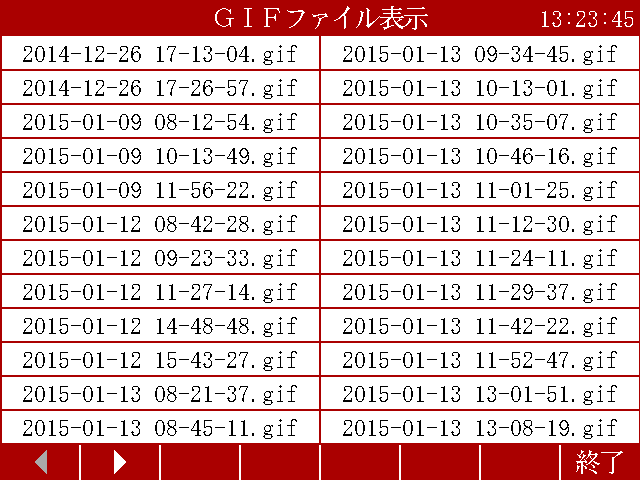 ＧＩＦファイル表示 13:23:45
2014-12-26 17-13-04.gif 2015-01-13 09-34-45.gif
2014-12-26 17-26-57.gif 2015-01-13 10-13-01.gif
2015-01-09 08-12-54.gif 2015-01-13 10-35-07.gif
2015-01-09 10-13-49.gif 2015-01-13 10-46-16.gif
2015-01-09 11-56-22.gif 2015-01-13 11-01-25.gif
2015-01-12 08-42-28.gif 2015-01-13 11-12-30.gif
2015-01-12 09-23-33.gif 2015-01-13 11-24-11.gif
2015-01-12 11-27-14.gif 2015-01-13 11-29-37.gif
2015-01-12 14-48-48.gif 2015-01-13 11-42-22.gif
2015-01-12 15-43-27.gif 2015-01-13 11-52-47.gif
2015-01-13 08-21-37.gif 2015-01-13 13-01-51.gif
2015-01-13 08-45-11.gif 2015-01-13 13-08-19.gif
終了